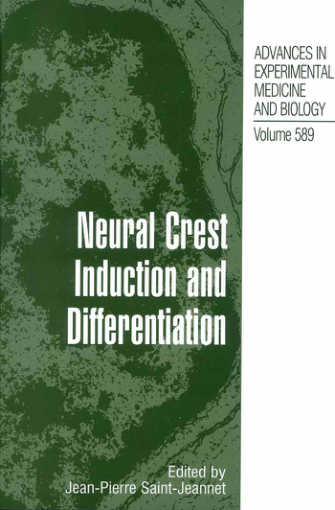 ADVANCES IN
EXPERIMENTAL
MEDICINE
AND BIOLOGY
Volume 589
Neural Crest
Induction and
Differentiation
Edited by
Jean-Pierre Saint-Jeannet